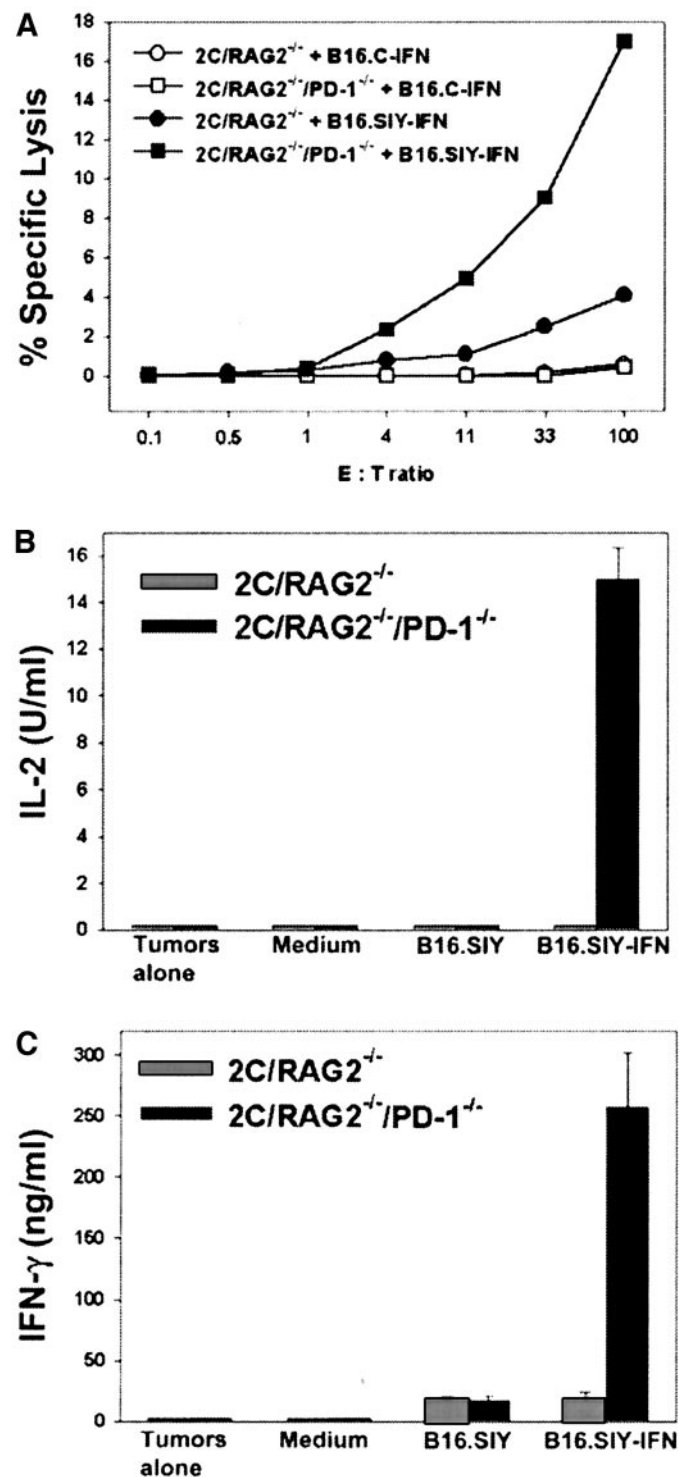 A
% Specific Lysis
18
16
14
12
10
8
6
4
2
0
2C/RAG2-/- + B16.C-IFN
2C/RAG2-/-/PD-1-/- + B16.C-IFN
2C/RAG2-/- + B16.SIY-IFN
2C/RAG2-/-/PD-1-/- + B16.SIY-IFN
0.1 0.5 1 4 11 33 100
E : T ratio
B
IL-2 (U/ml)
16
14
12
10
8
6
4
2
0
2C/RAG2-/-
2C/RAG2-/-/PD-1-/-
Tumors alone Medium B16.SIY B16.SIY-IFN
C
IFN-γ (ng/ml)
300
250
200
150
100
50
0
2C/RAG2-/-
2C/RAG2-/-/PD-1-/-
Tumors alone Medium B16.SIY B16.SIY-IFN